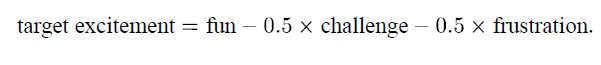 target excitement = fun − 0.5 × challenge − 0.5 × frustration.